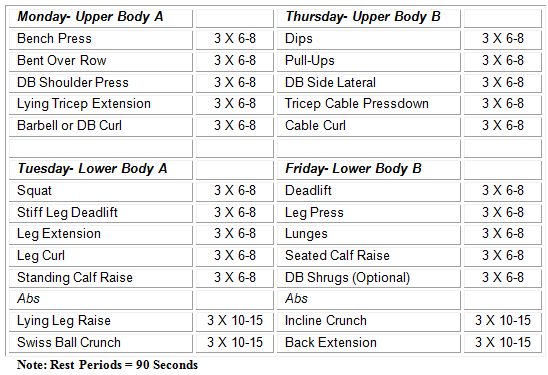 Monday- Upper Body A Thursday- Upper Body B
Bench Press 3 X 6-8 Dips 3 X 6-8
Bent Over Row 3 X 6-8 Pull-Ups 3 X 6-8
DB Shoulder Press 3 X 6-8 DB Side Lateral 3 X 6-8
Lying Tricep Extension 3 X 6-8 Tricep Cable Pressdown 3 X 6-8
Barbell or DB Curl 3 X 6-8 Cable Curl 3 X 6-8
Tuesday- Lower Body A Friday- Lower Body B
Squat 3 X 6-8 Deadlift 3 X 6-8
Stiff Leg Deadlift 3 X 6-8 Leg Press 3 X 6-8
Leg Extension 3 X 6-8 Lunges 3 X 6-8
Leg Curl 3 X 6-8 Seated Calf Raise 3 X 6-8
Standing Calf Raise 3 X 6-8 DB Shrugs (Optional) 3 X 6-8
Abs Abs
Lying Leg Raise 3 X 10-15 Incline Crunch 3 X 10-15
Swiss Ball Crunch 3 X 10-15 Back Extension 3 X 10-15
Note: Rest Periods = 90 Seconds